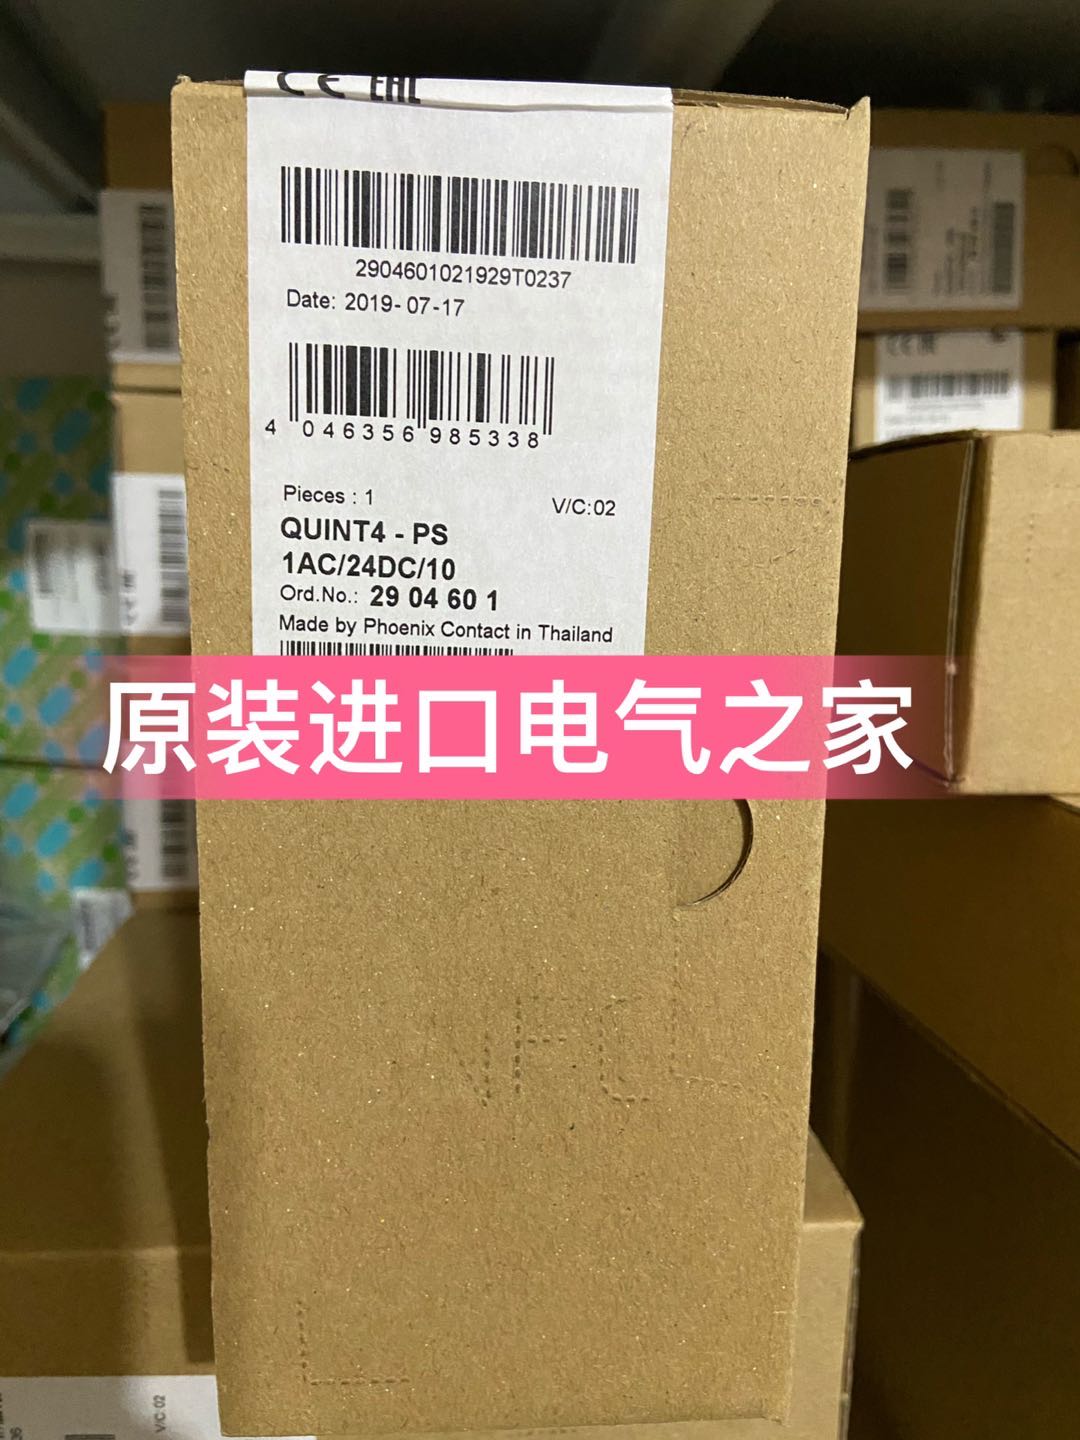 CE EAC
2904601021929T0237
Date: 2019-07-17
4 046356 985338
Pieces : 1
V/C:02
QUINT4 - PS
1AC/24DC/10
Ord.No.: 29 04 60 1
Made by Phoenix Contact in Thailand
原装进口电气之家
V/C:02